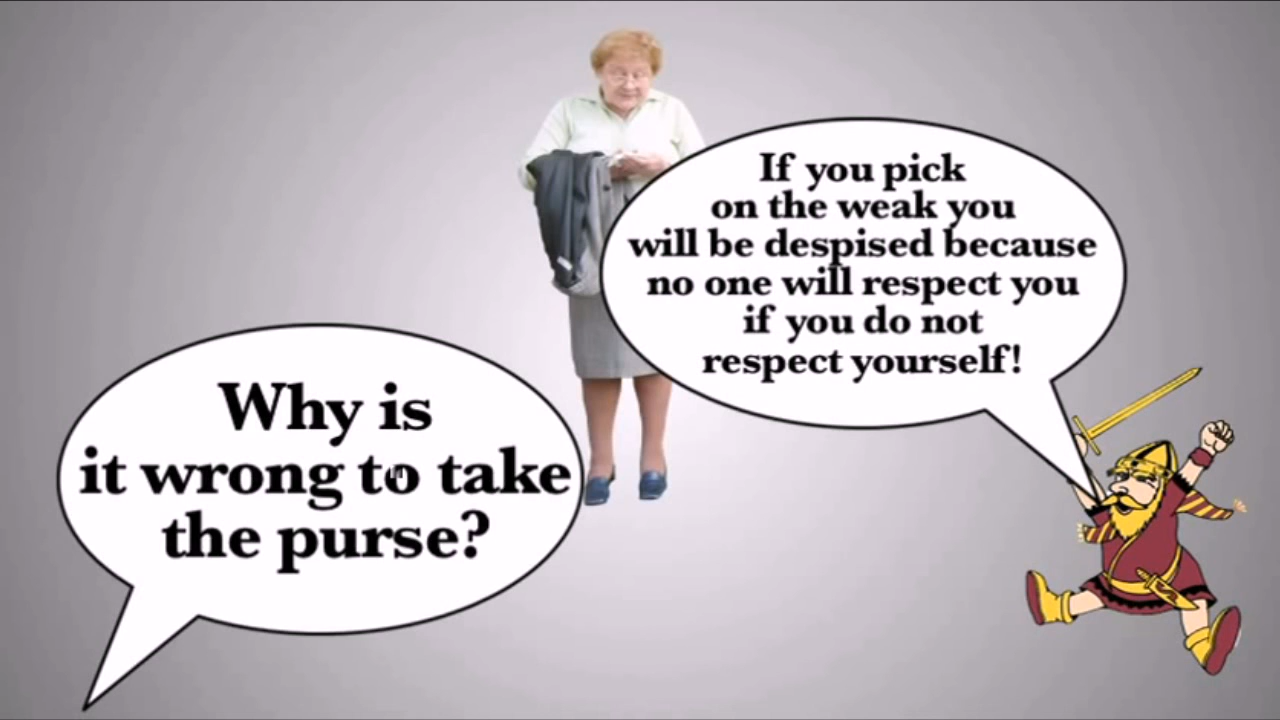 If you pick
on the weak you
will be despised because
no one will respect you
if you do not
respect yourself!
Why is
it wrong to take
the purse?